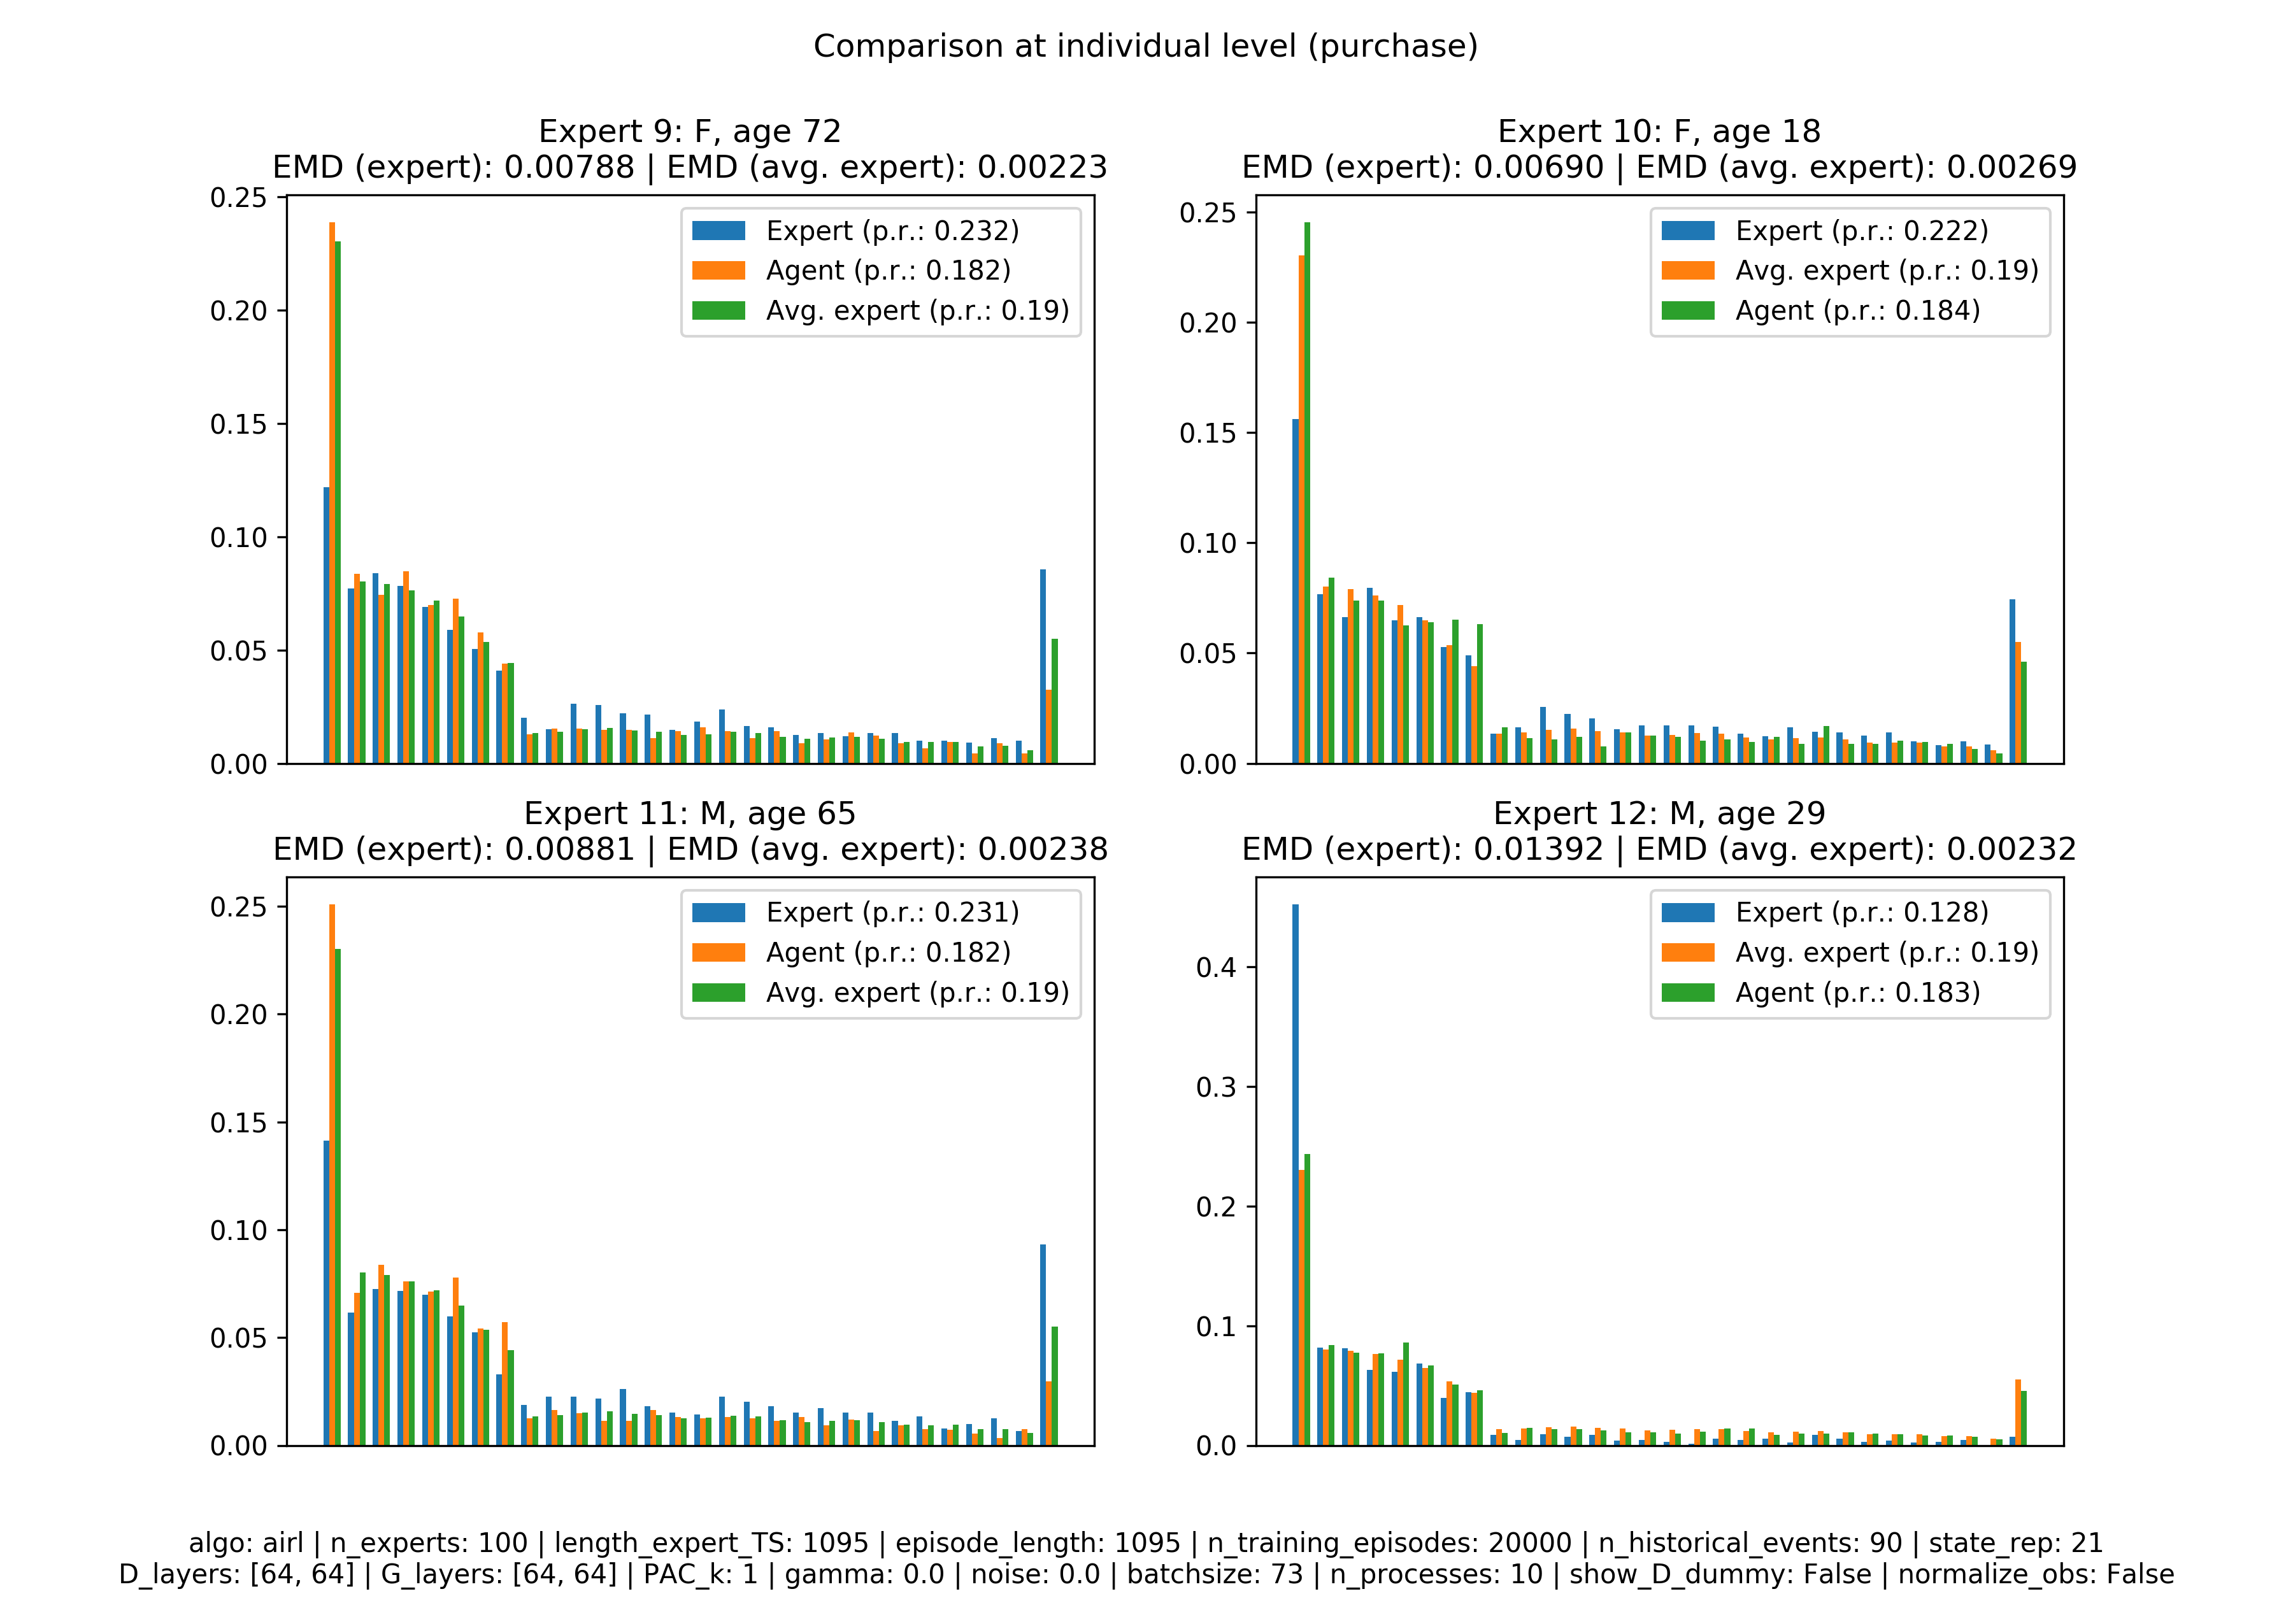 Comparison at individual level (purchase)
Expert 9: F, age 72
EMD (expert): 0.00788 | EMD (avg. expert): 0.00223
0.25
0.20
0.15
0.10
0.05
0.00
Expert (p.r.: 0.232)
Agent (p.r.: 0.182)
Avg. expert (p.r.: 0.19)
Expert 10: F, age 18
EMD (expert): 0.00690 | EMD (avg. expert): 0.00269
0.25
0.20
0.15
0.10
0.05
0.00
Expert (p.r.: 0.222)
Avg. expert (p.r.: 0.19)
Agent (p.r.: 0.184)
Expert 11: M, age 65
EMD (expert): 0.00881 | EMD (avg. expert): 0.00238
0.25
0.20
0.15
0.10
0.05
0.00
Expert (p.r.: 0.231)
Agent (p.r.: 0.182)
Avg. expert (p.r.: 0.19)
Expert 12: M, age 29
EMD (expert): 0.01392 | EMD (avg. expert): 0.00232
0.4
0.3
0.2
0.1
0.0
Expert (p.r.: 0.128)
Avg. expert (p.r.: 0.19)
Agent (p.r.: 0.183)
algo: airl | n_experts: 100 | length_expert_TS: 1095 | episode_length: 1095 | n_training_episodes: 20000 | n_historical_events: 90 | state_rep: 21
D_layers: [64, 64] | G_layers: [64, 64] | PAC_k: 1 | gamma: 0.0 | noise: 0.0 | batchsize: 73 | n_processes: 10 | show_D_dummy: False | normalize_obs: False